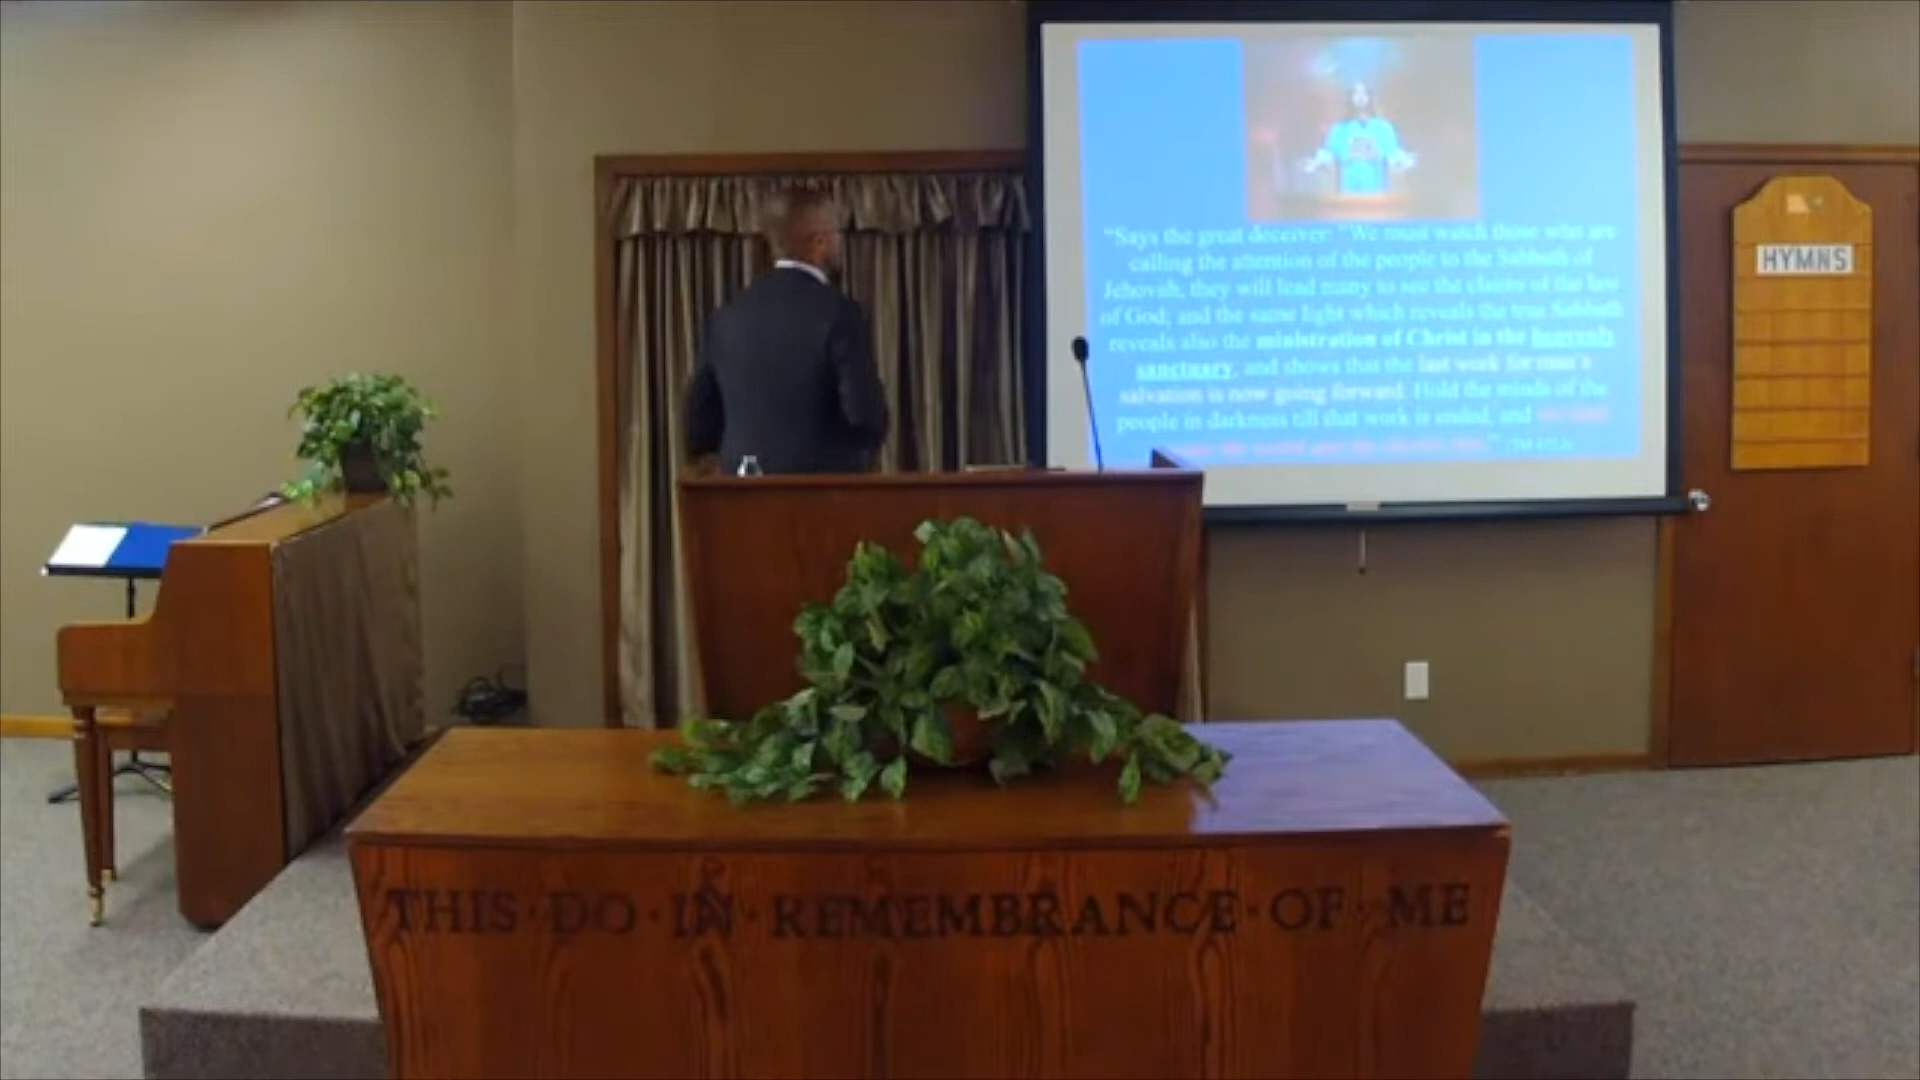 "Says the great deceiver: "We must watch those who are
calling the attention of the people to the Sabbath of
Jehovah, they will lead many to see the claims of the law
of God; and the same light which reveals the true Sabbath
reveals also the ministration of Christ in the heavenly
sanctuary, and shows that the last work for man's
salvation is now going forward. Hold the minds of the
people in darkness till that work is ended, and
HYMNS
THIS·DO·IN·REMEMBRANCE·OF·ME